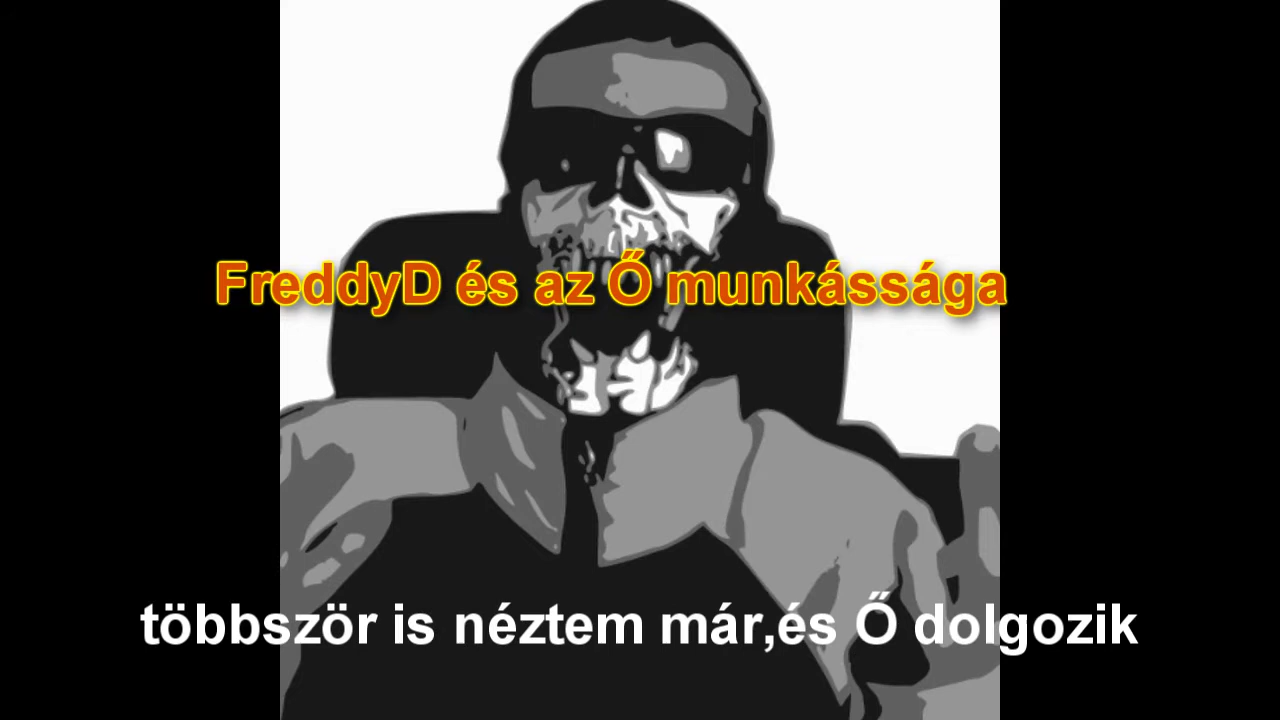 FreddyD és az Ő munkássága
többször is néztem már,és Ő dolgozik